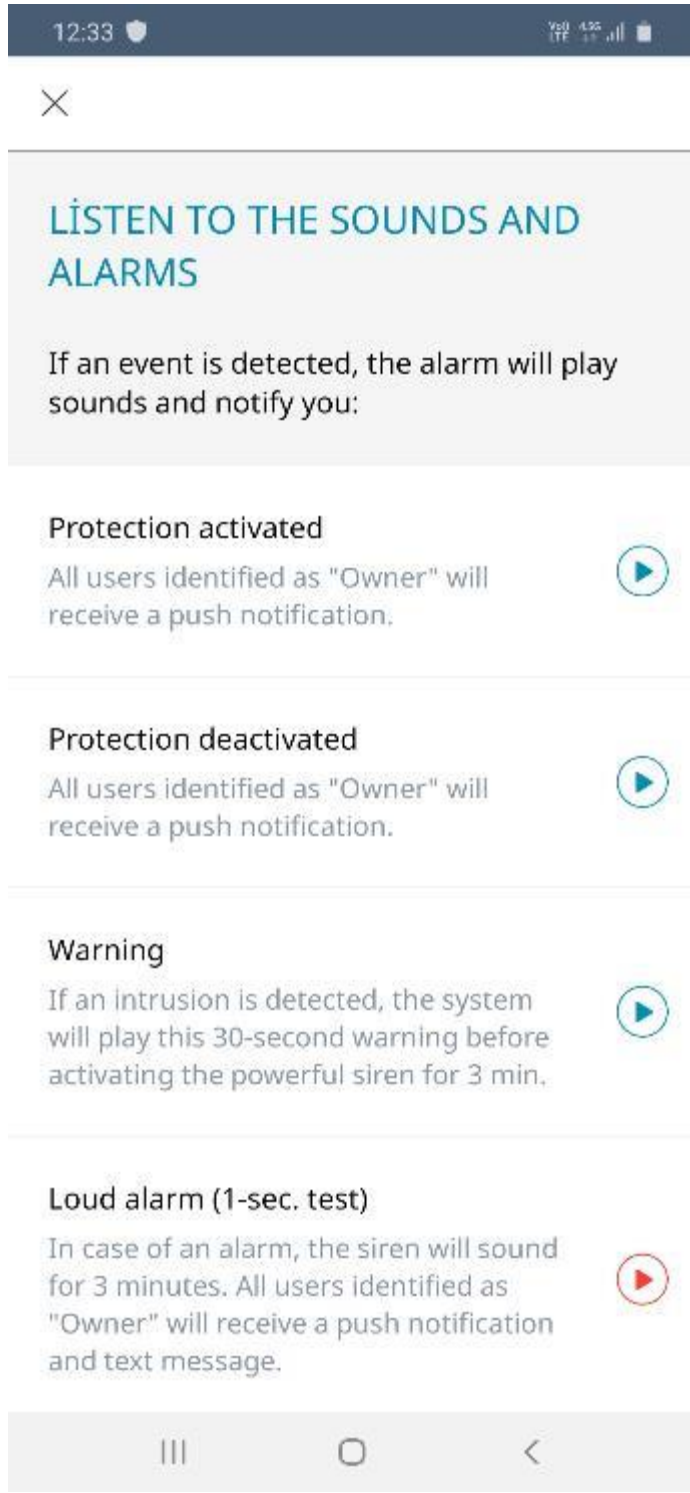 12:33
LİSTEN TO THE SOUNDS AND
ALARMS
If an event is detected, the alarm will play
sounds and notify you:
Protection activated
All users identified as "Owner" will
receive a push notification.
Protection deactivated
All users identified as "Owner" will
receive a push notification.
Warning
If an intrusion is detected, the system
will play this 30-second warning before
activating the powerful siren for 3 min.
Loud alarm (1-sec. test)
In case of an alarm, the siren will sound
for 3 minutes. All users identified as
"Owner" will receive a push notification
and text message.